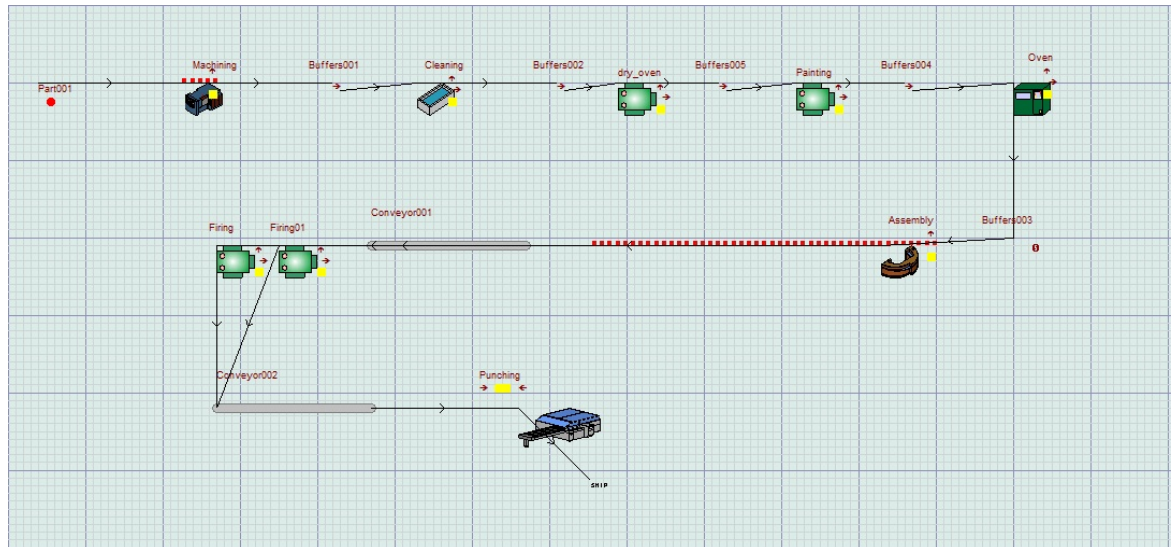 Machining
Buffers001
Cleaning
Buffers002
dry_oven
Buffers005
Painting
Buffers004
Oven
Part001
Firing
Firing01
Conveyor001
Assembly
Buffers003
0
Conveyor002
Punching
SHIP